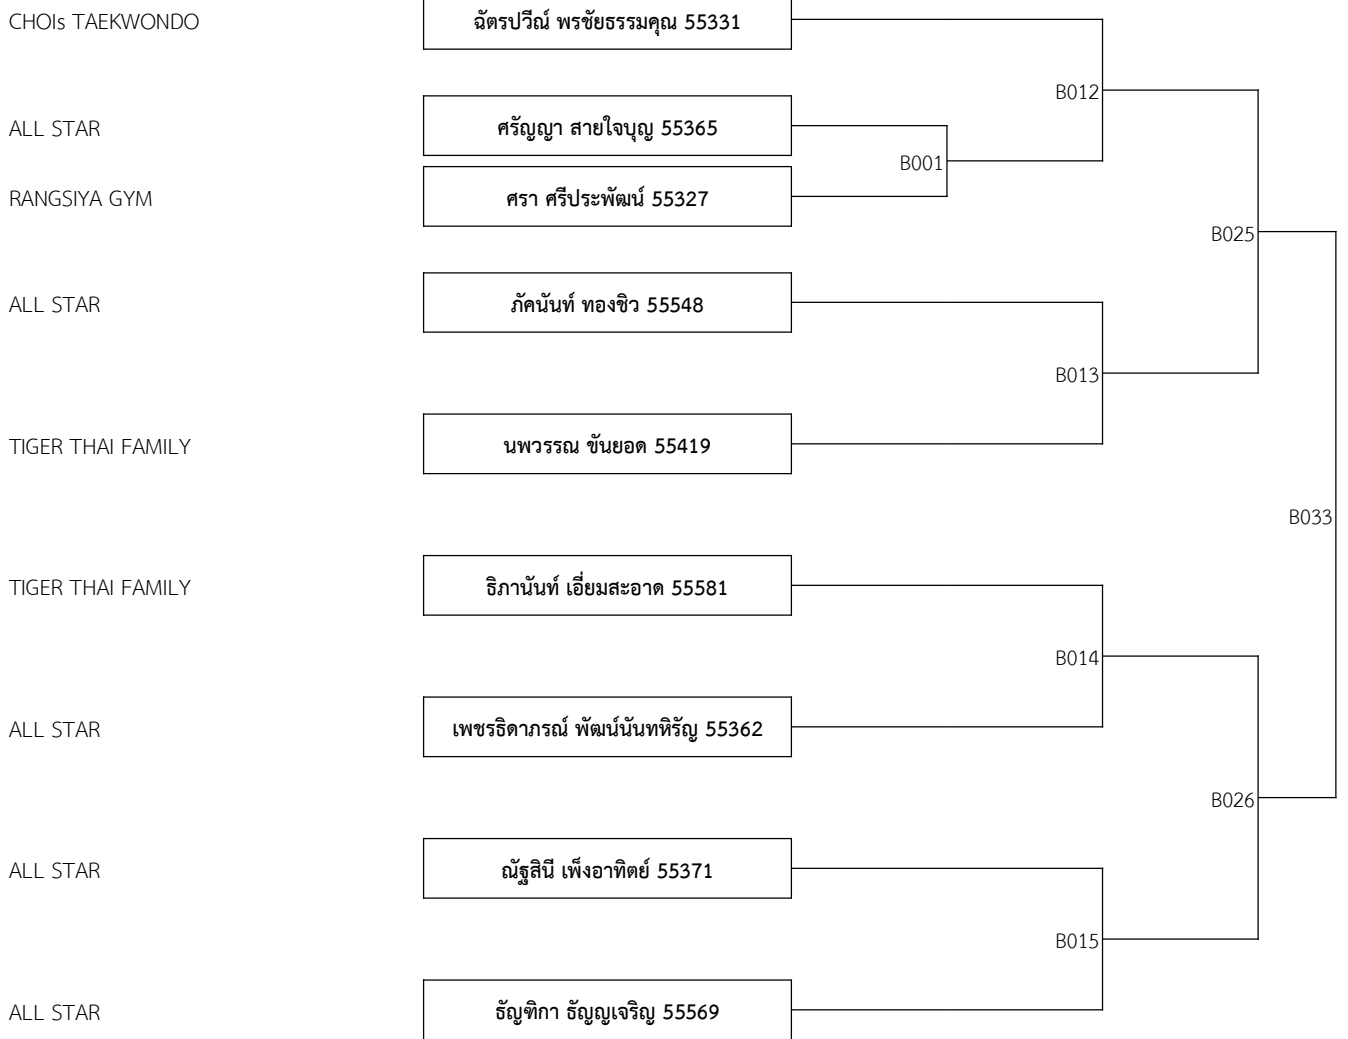 CHOIs TAEKWONDO ฉัตรปวีณ์ พรชัยธรรมคุณ 55331
B012
ALL STAR ศรัญญา สายใจบุญ 55365
B001
RANGSIYA GYM ศรา ศรีประพัฒน์ 55327
B025
ALL STAR ภัคนันท์ ทองชิว 55548
B013
TIGER THAI FAMILY นพวรรณ ขันยอด 55419
B033
TIGER THAI FAMILY ธิภานันท์ เอี่ยมสะอาด 55581
B014
ALL STAR เพชรธิดาภรณ์ พัฒน์นันทหิรัญ 55362
B026
ALL STAR ณัฐสินี เพ็งอาทิตย์ 55371
B015
ALL STAR ธัญฑิกา ธัญญเจริญ 55569